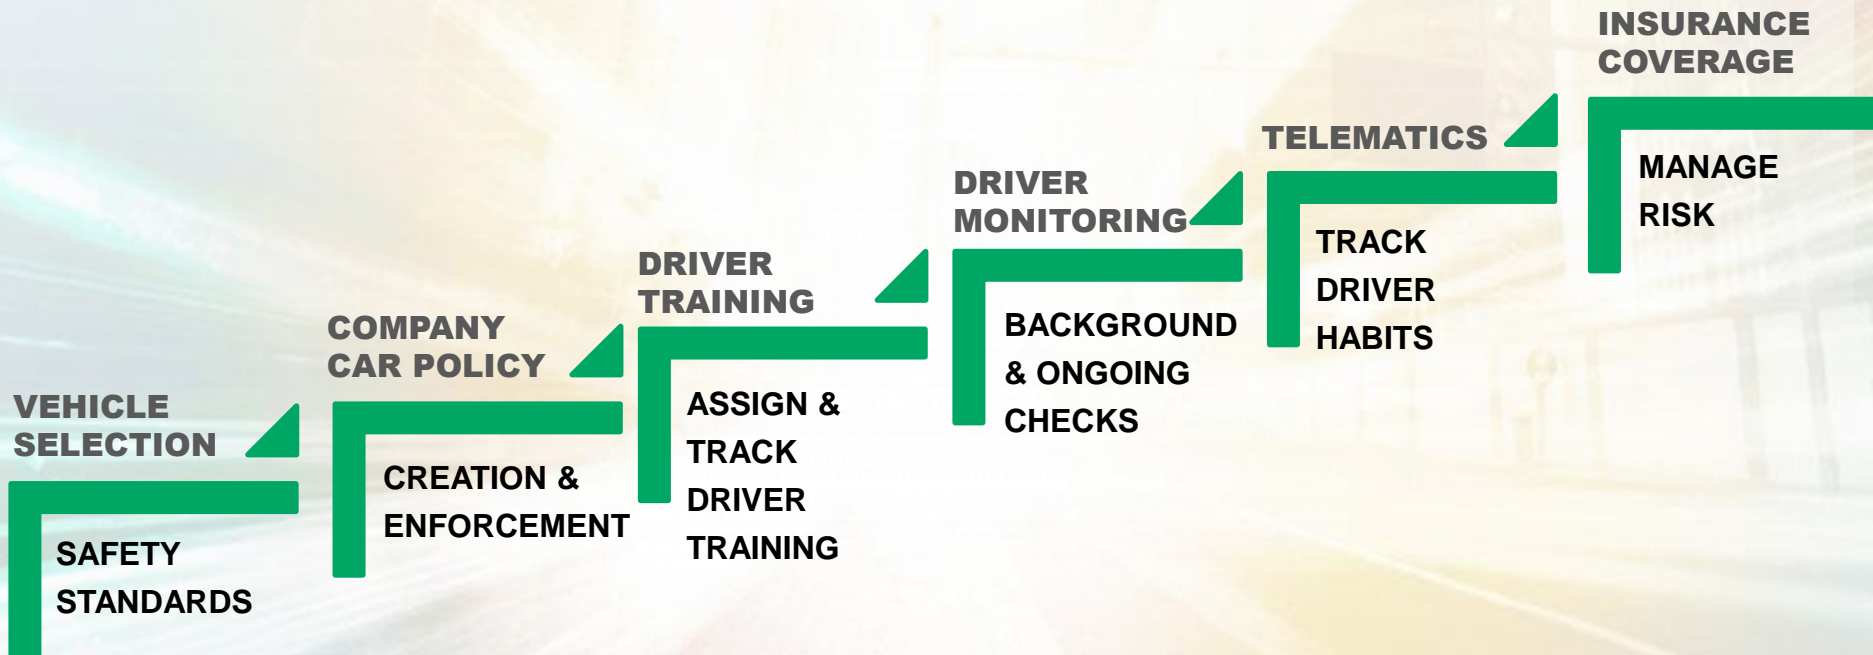 VEHICLE
SELECTION
SAFETY
STANDARDS
COMPANY
CAR POLICY
CREATION &
ENFORCEMENT
DRIVER
TRAINING
ASSIGN &
TRACK
DRIVER
TRAINING
DRIVER
MONITORING
BACKGROUND
& ONGOING
CHECKS
TELEMATICS
TRACK
DRIVER
HABITS
INSURANCE
COVERAGE
MANAGE
RISK